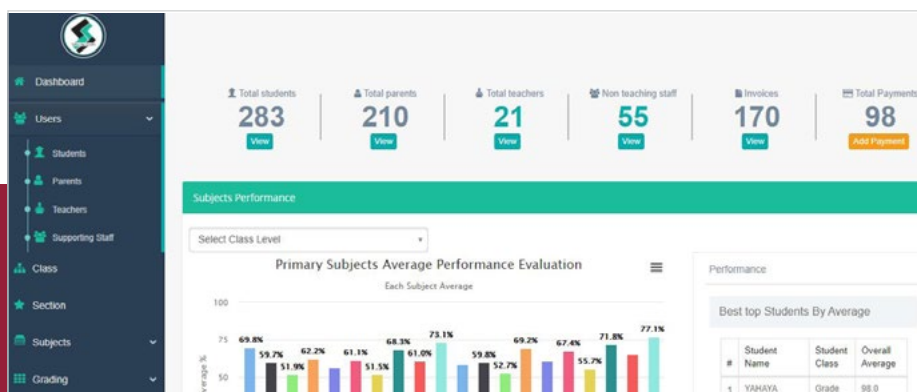 Dashboard
Users
Students
Parents
Teachers
Supporting Staff
Class
Section
Subjects
Grading
Total students
283
View
Total parents
210
View
Total teachers
21
View
Non teaching staff
55
View
Invoices
170
View
Total Payments
98
Add Payment
Subjects Performance
Select Class Level
Primary Subjects Average Performance Evaluation
Each Subject Average
100
75
50
69.8%
59.7%
51.9%
62.2%
61.1%
51.5%
68.3%
61.0%
73.1%
59.8%
52.7%
69.2%
67.4%
55.7%
71.8%
77.1%
Performance
Best top Students By Average
# Student Name Student Class Overall Average
1 YAHAYA Grade 98.0